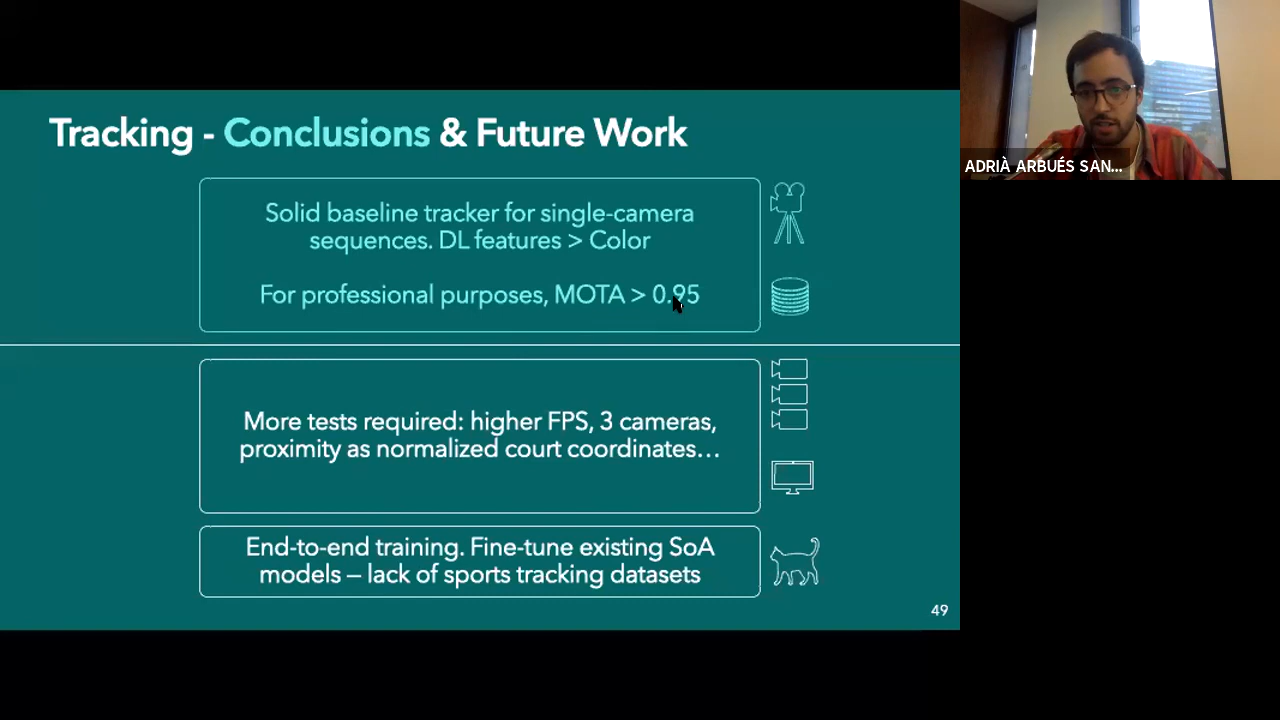 Tracking - Conclusions & Future Work
Solid baseline tracker for single-camera
sequences. DL features > Color
For professional purposes, MOTA > 0.95
More tests required: higher FPS, 3 cameras,
proximity as normalized court coordinates…
End-to-end training. Fine-tune existing SoA
models – lack of sports tracking datasets
49
ADRIÀ ARBUÉS SAN...